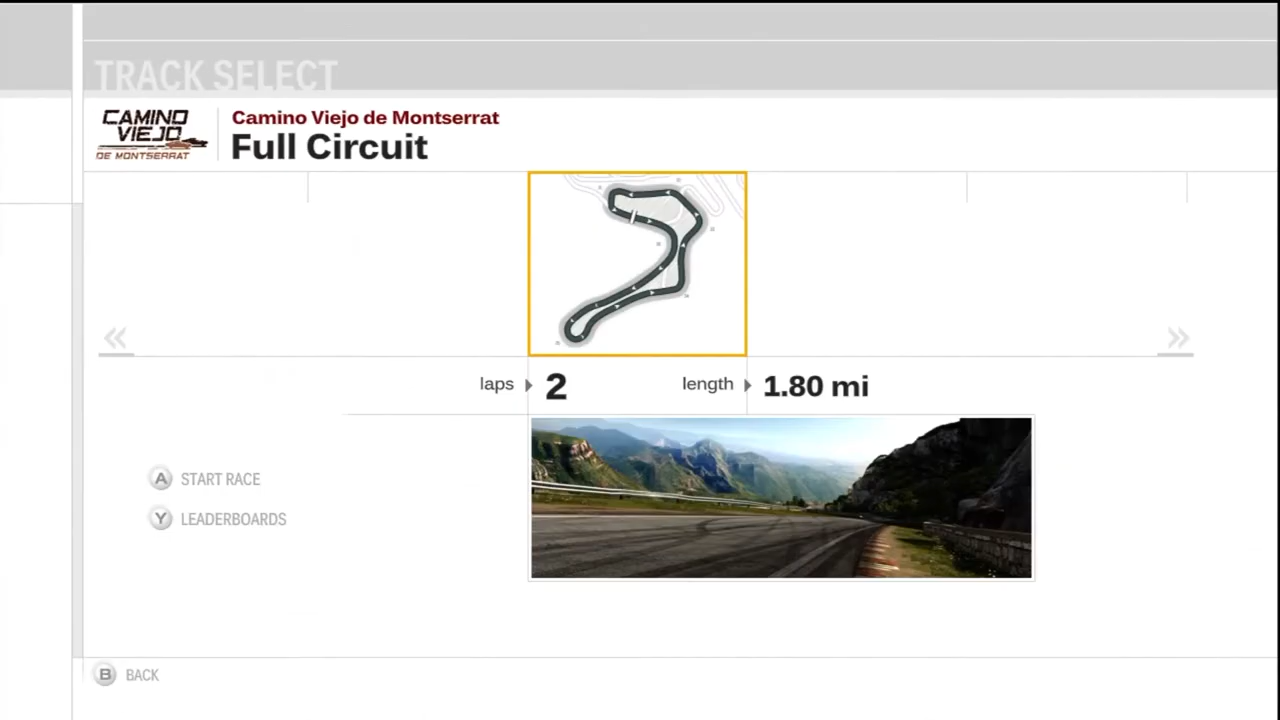 TRACK SELECT
CAMINO
VIEJO
DE MONTSERRAT
Camino Viejo de Montserrat
Full Circuit
laps 2 length 1.80 mi
A START RACE
Y LEADERBOARDS
B BACK